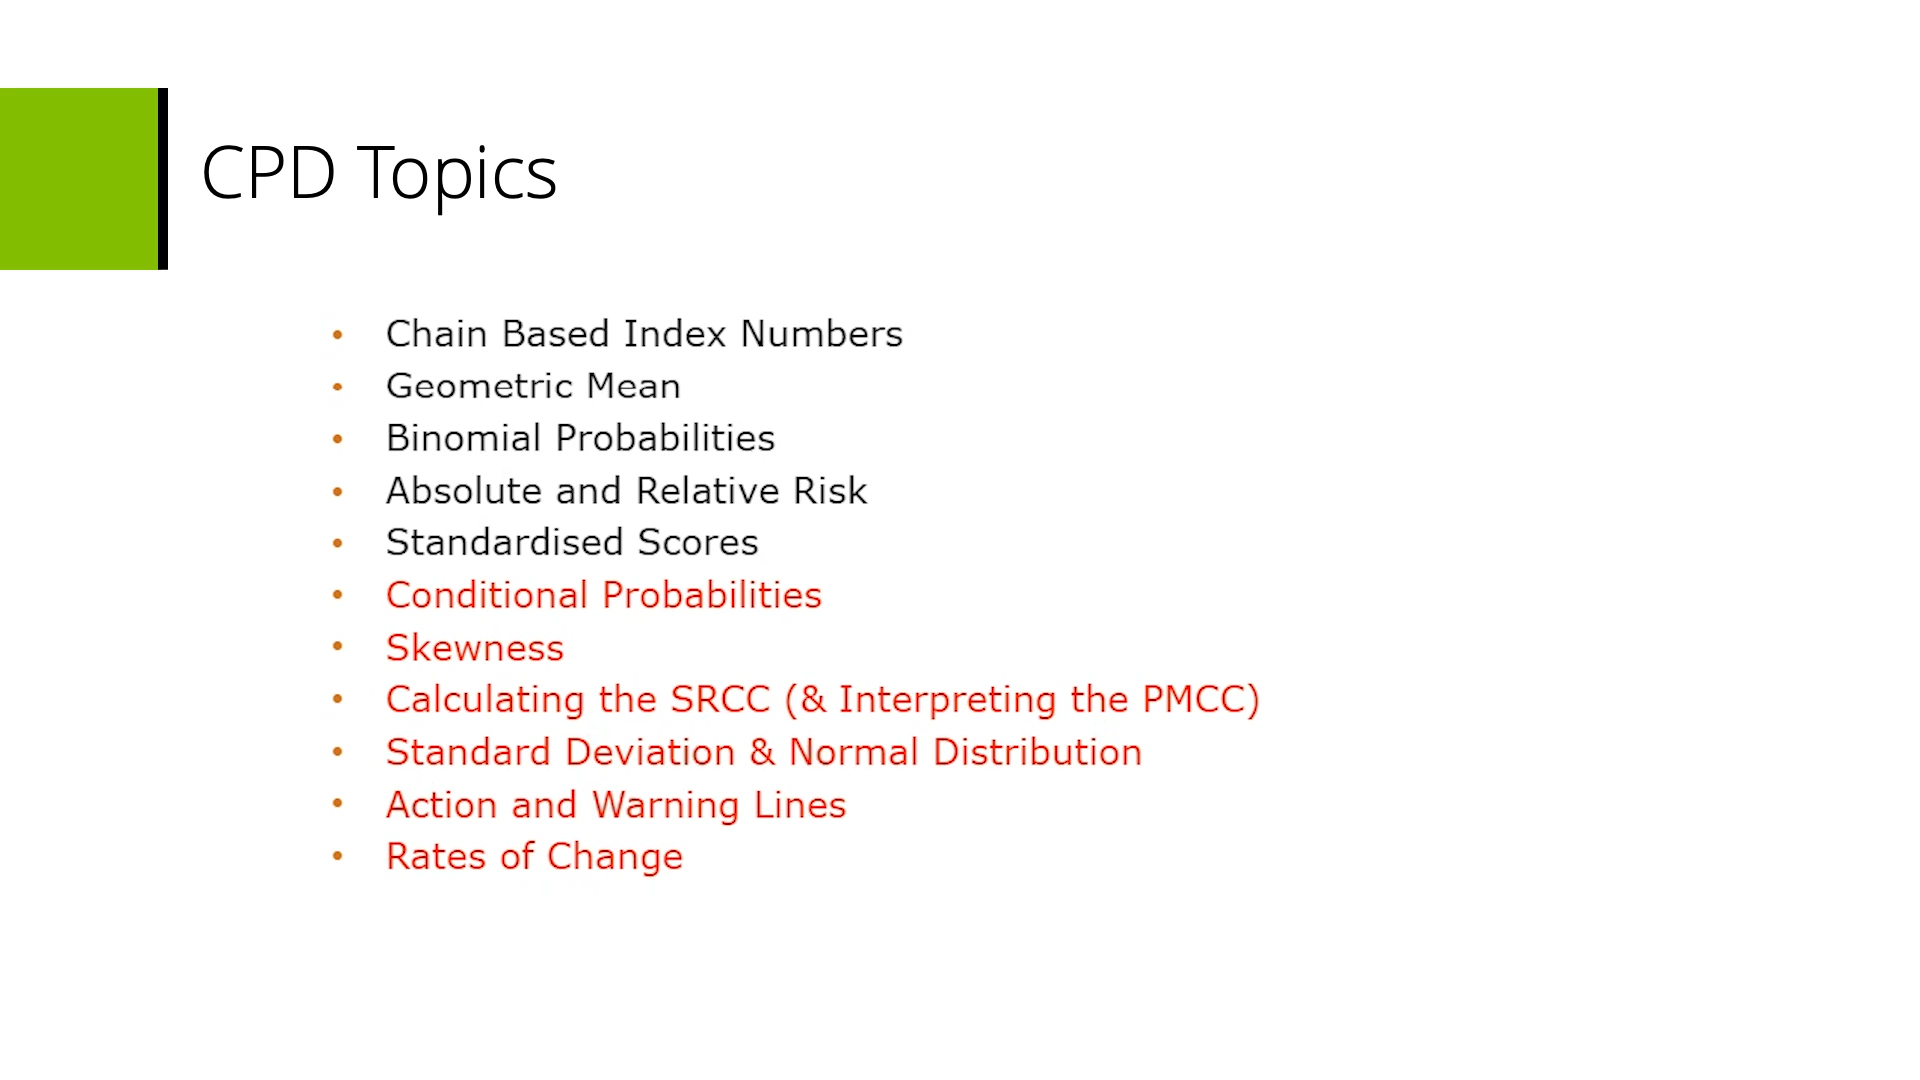 CPD Topics
• Chain Based Index Numbers
• Geometric Mean
• Binomial Probabilities
• Absolute and Relative Risk
• Standardised Scores
• Conditional Probabilities
• Skewness
• Calculating the SRCC (& Interpreting the PMCC)
• Standard Deviation & Normal Distribution
• Action and Warning Lines
• Rates of Change